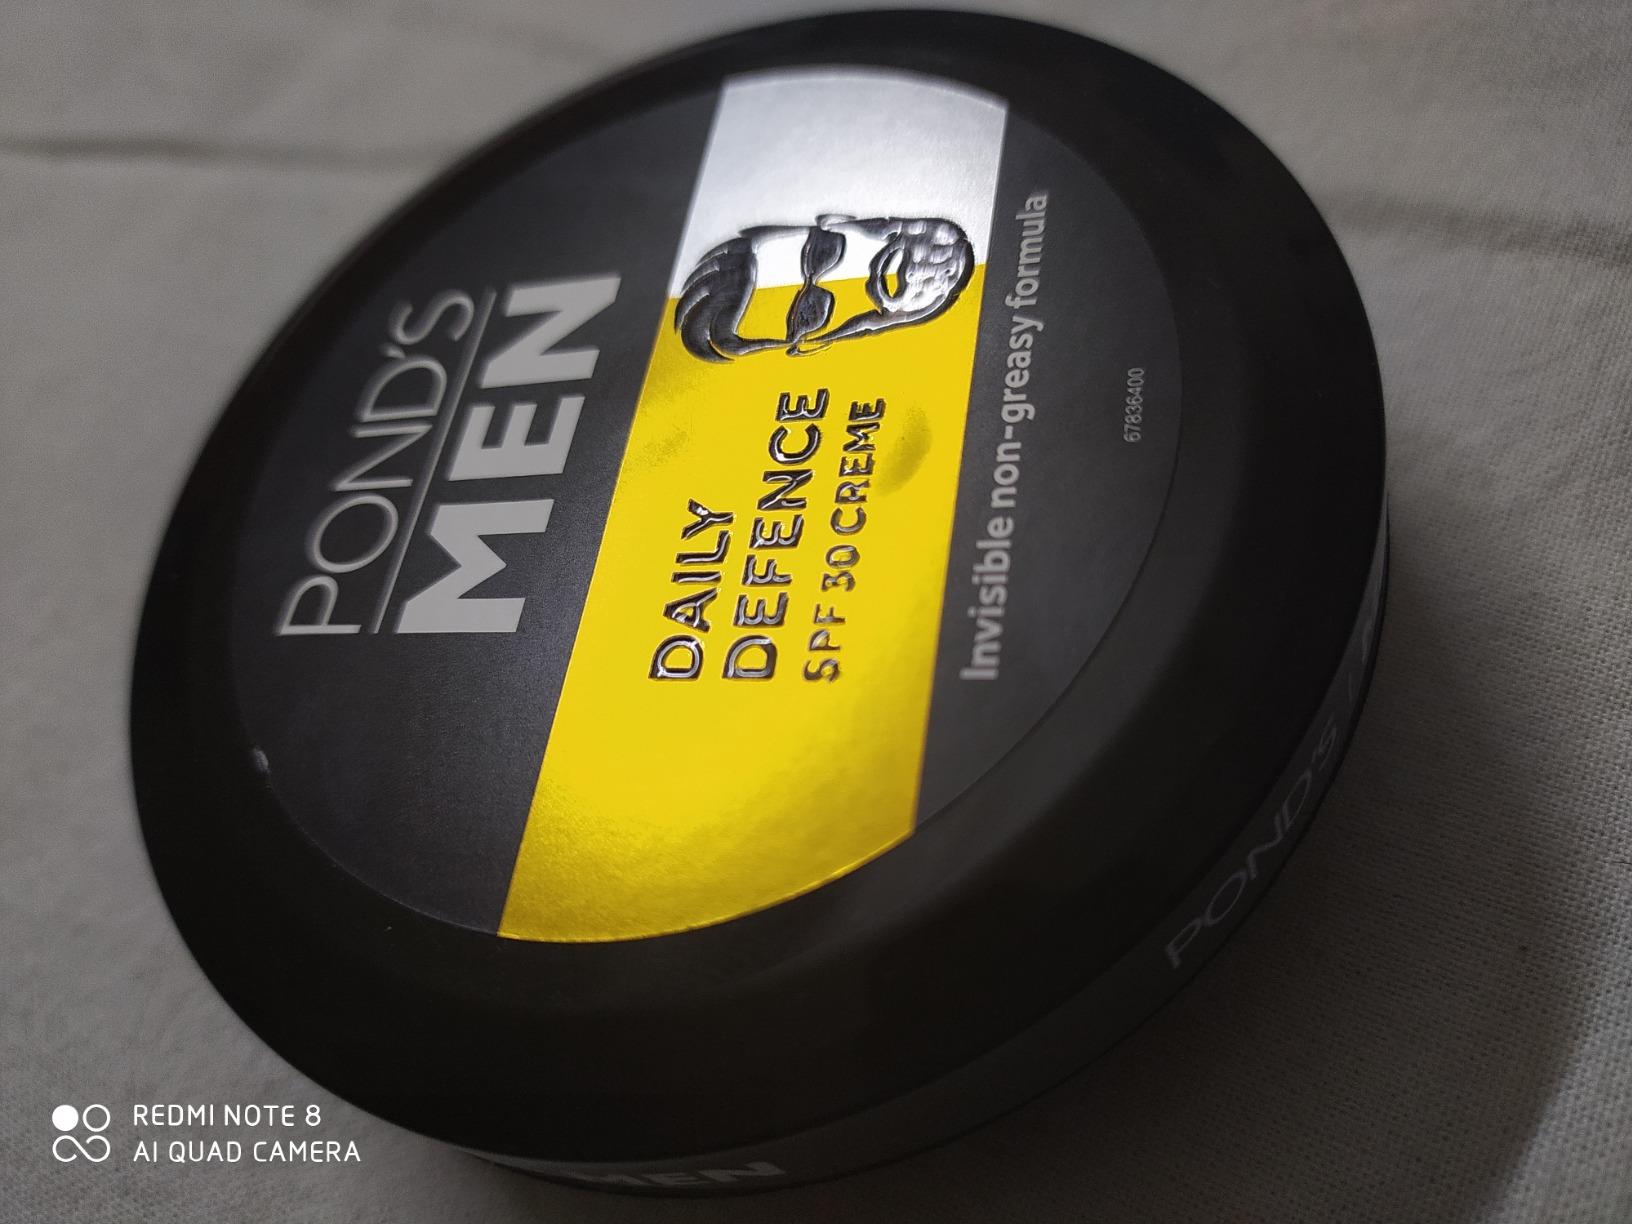 POND'S
MEN
DAILY
DEFENCE
SPF 30 CREME
Invisible non-greasy formula
67836400
POND'S
MEN
REDMI NOTE 8
AI QUAD CAMERA